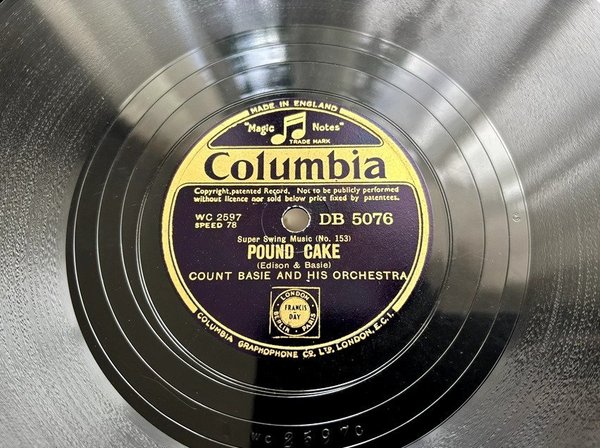 MADE IN ENGLAND
"Magic Notes"
TRADE MARK
Columbia
Copyright, patented Record. Not to be publicly performed
without licence nor sold below price fixed by patentees.
WC 2597 DB 5076
SPEED 78
Super Swing Music (No. 153)
POUND CAKE
(Edison & Basie)
COUNT BASIE AND HIS ORCHESTRA
LONDON
FRANCIS
&
DAY
BERLIN PARIS
COLUMBIA GRAPHOPHONE CO. LTD. LONDON, E.C.1.